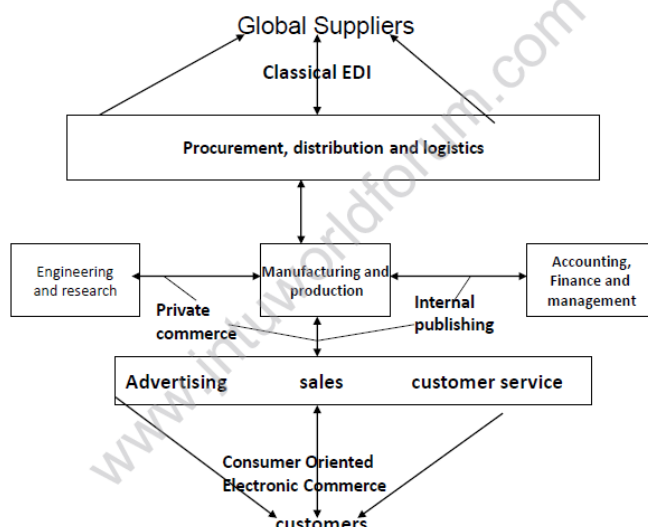 Global Suppliers
Classical EDI
Procurement, distribution and logistics
Engineering
and research
Manufacturing and
production
Accounting,
Finance and
management
Private
commerce
Internal
publishing
Advertising sales customer service
Consumer Oriented
Electronic Commerce
customers
www.jntuworldforum.com